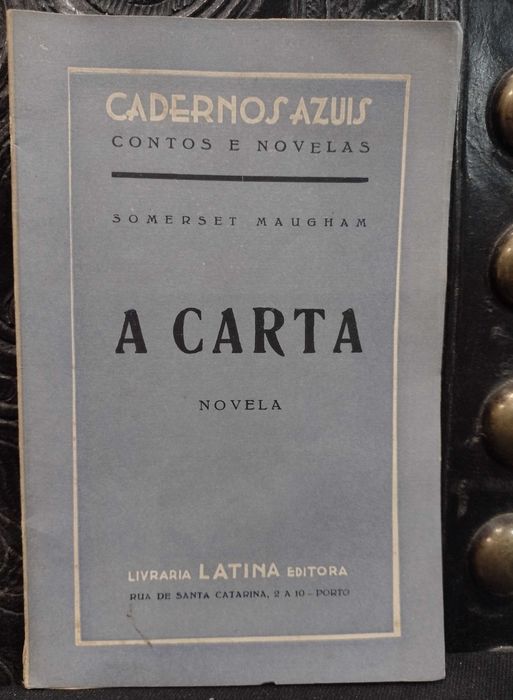 CADERNOS AZUIS
CONTOS E NOVELAS
SOMERSET MAUGHAM
A CARTA
NOVELA
LIVRARIA LATINA EDITORA
RUA DE SANTA CATARINA, 2 A 10 - PORTO